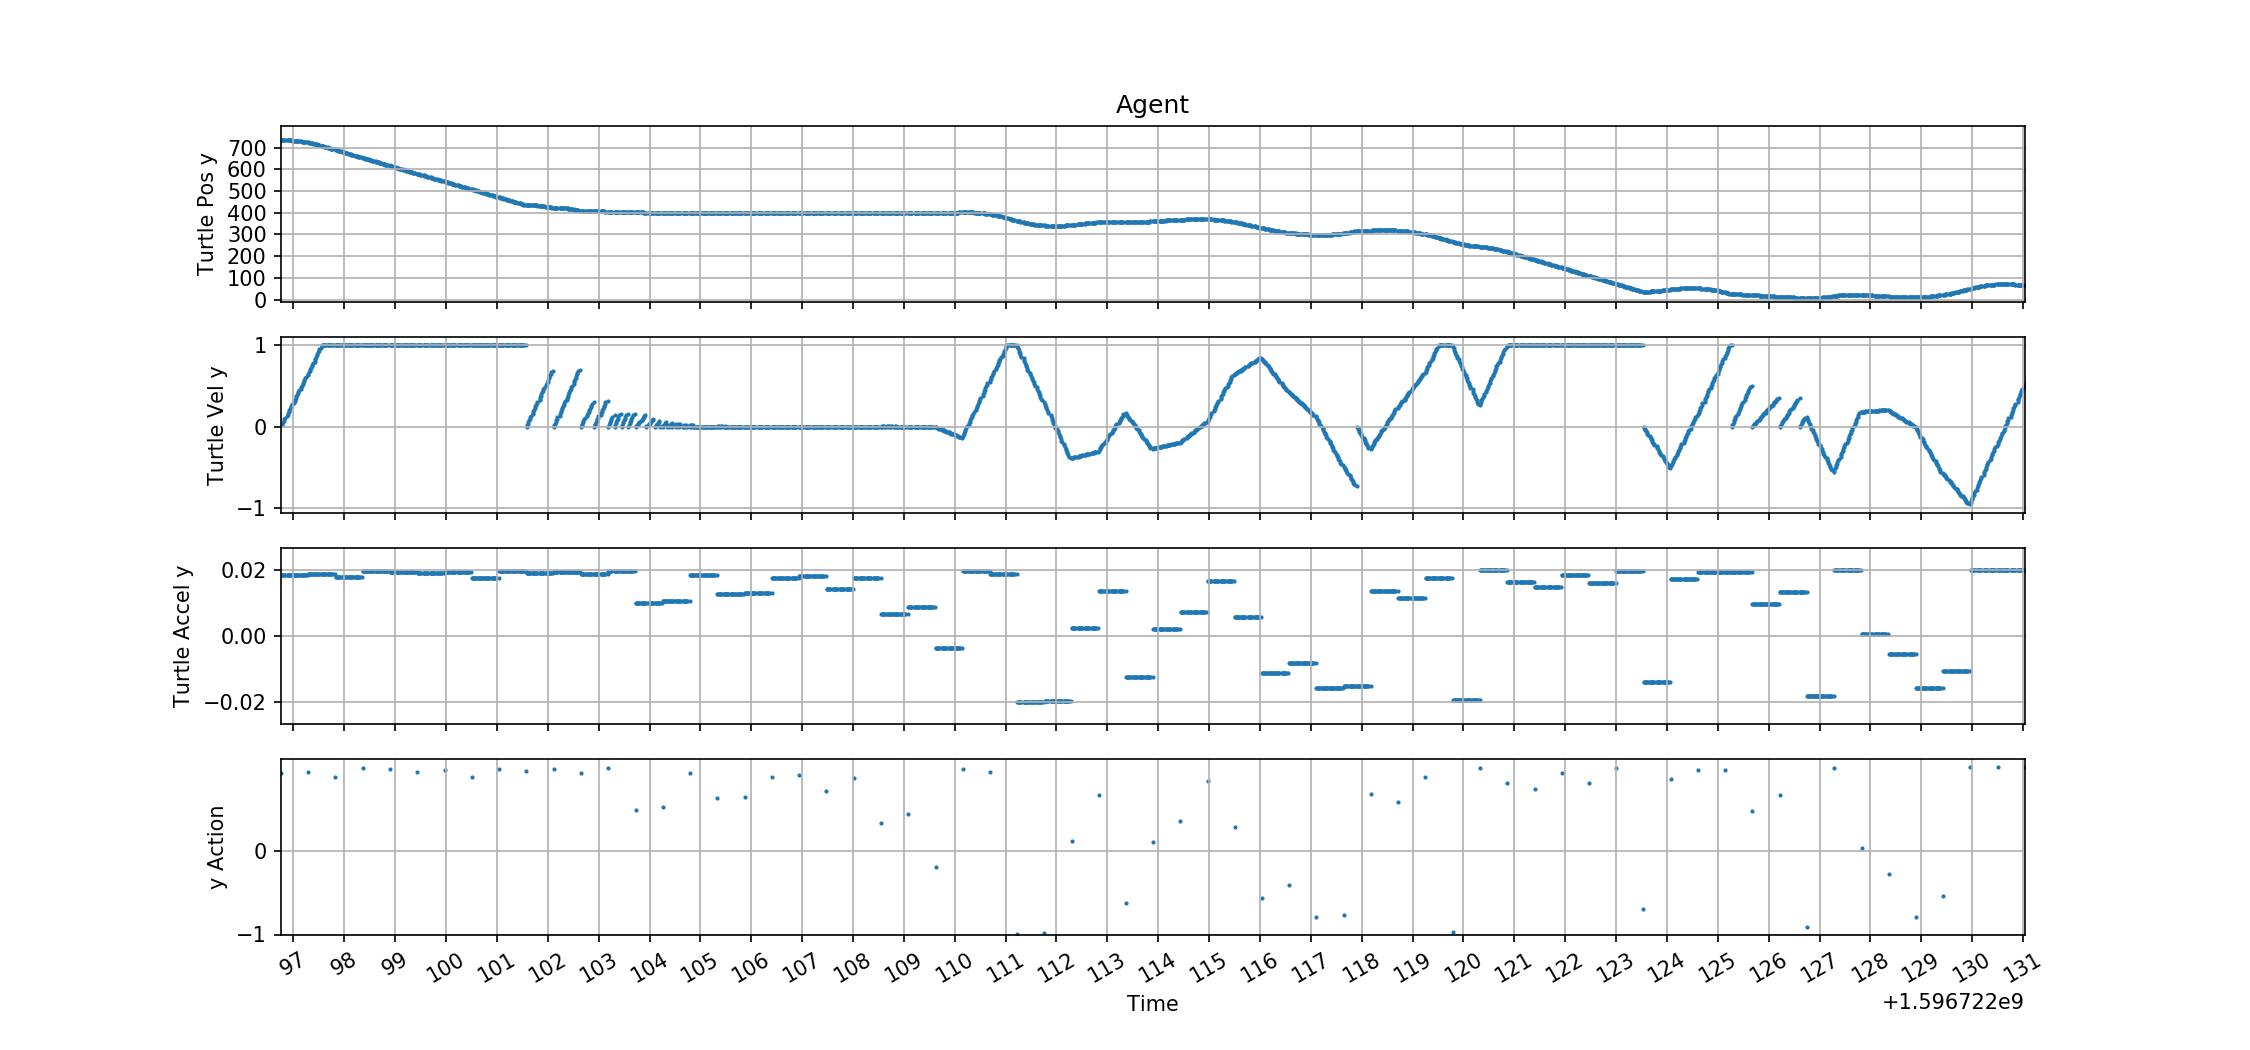 Agent
Turtle Pos y
700
600
500
400
300
200
100
0
Turtle Vel y
1
0
−1
Turtle Accel y
0.02
0.00
−0.02
y Action
0
−1
97 98 99 100 101 102 103 104 105 106 107 108 109 110 111 112 113 114 115 116 117 118 119 120 121 122 123 124 125 126 127 128 129 130 131
Time
+1.596722e9